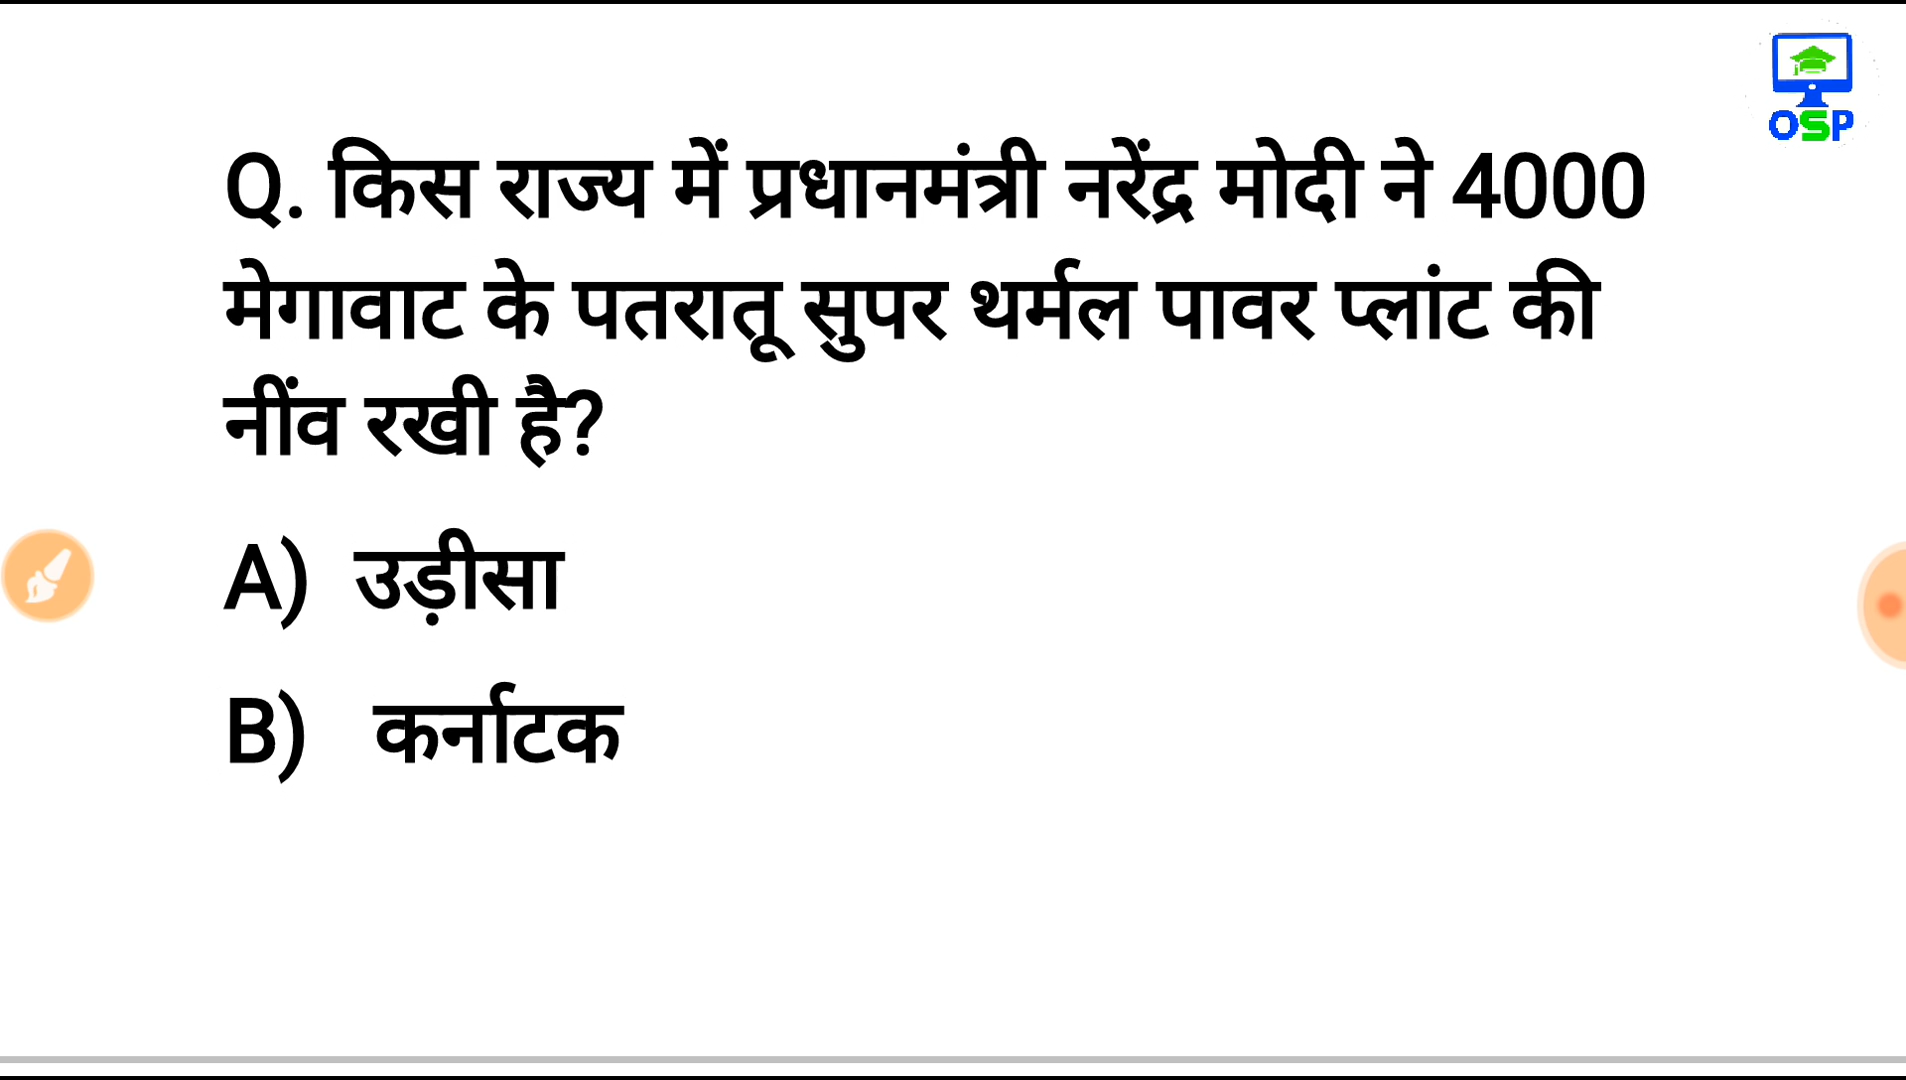 OSP
Q. किस राज्य में प्रधानमंत्री नरेंद्र मोदी ने 4000
मेगावाट के पतरातू सुपर थर्मल पावर प्लांट की
नींव रखी है?
A) उड़ीसा
B) कर्नाटक